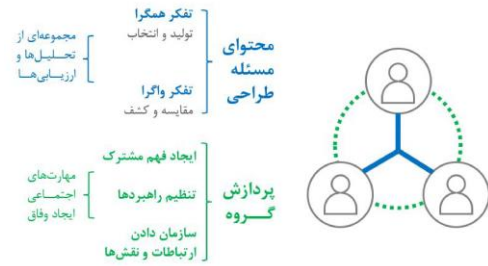 محتوای
مسئله
طراحی
تفکر همگرا
تولید و انتخاب
تفکر واگرا
مقایسه و کشف
مجموعه‌ای از
تحلیل‌ها و
ارزیابی‌ها
پردازش
گروه
ایجاد فهم مشترک
تنظیم راهبردها
سازمان دادن
ارتباطات و نقش‌ها
مهارت‌های
اجتماعی
ایجاد وفاق